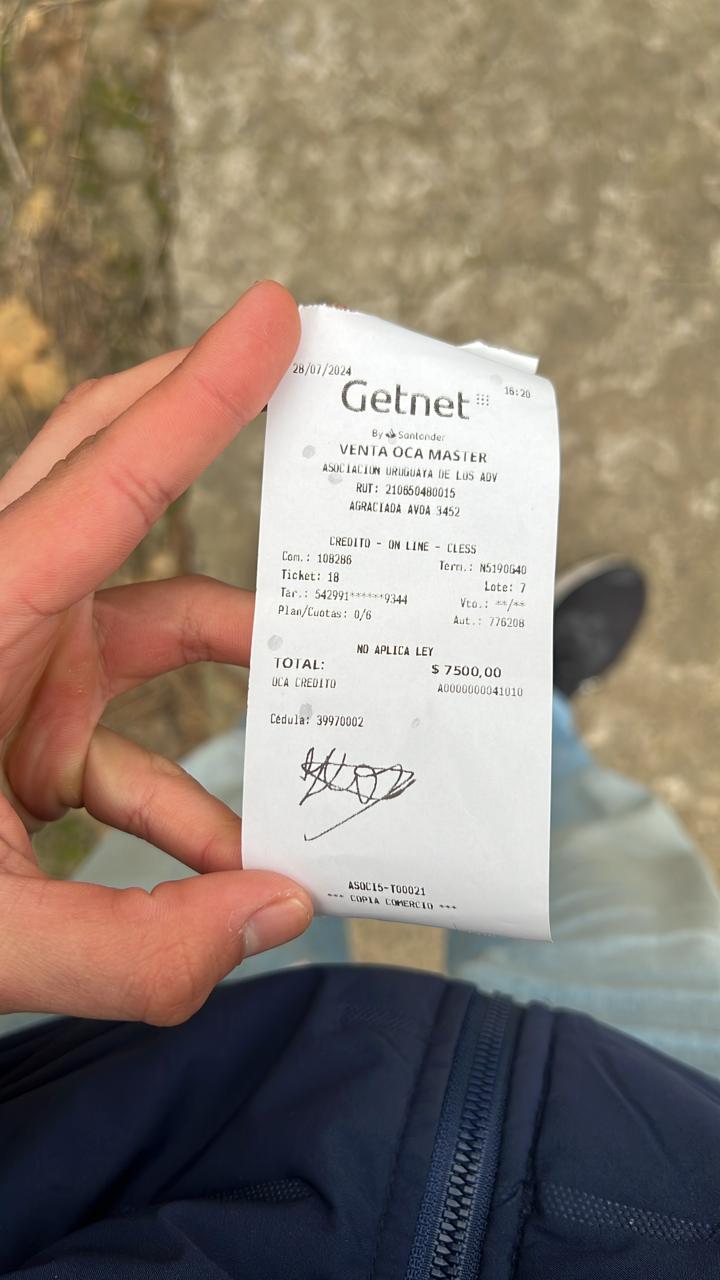 28/07/2024 16:20
Getnet
By Santander
VENTA OCA MASTER
ASOCIACION URUGUAYA DE LOS ADV
RUT: 210650480015
AGRACIADA AVDA 3452
CREDITO - ON LINE - CLESS
Com.: 108286 Term.: N5190640
Ticket: 18 Lote: 7
Tar.: 542991******9344 Vto.: **/**
Plan/Cuotas: 0/6 Aut.: 776208
NO APLICA LEY
TOTAL: $ 7500,00
OCA CREDITO A0000000041010
Cédula: 39970002
ASOCI5-T00021
*** COPIA COMERCIO ***